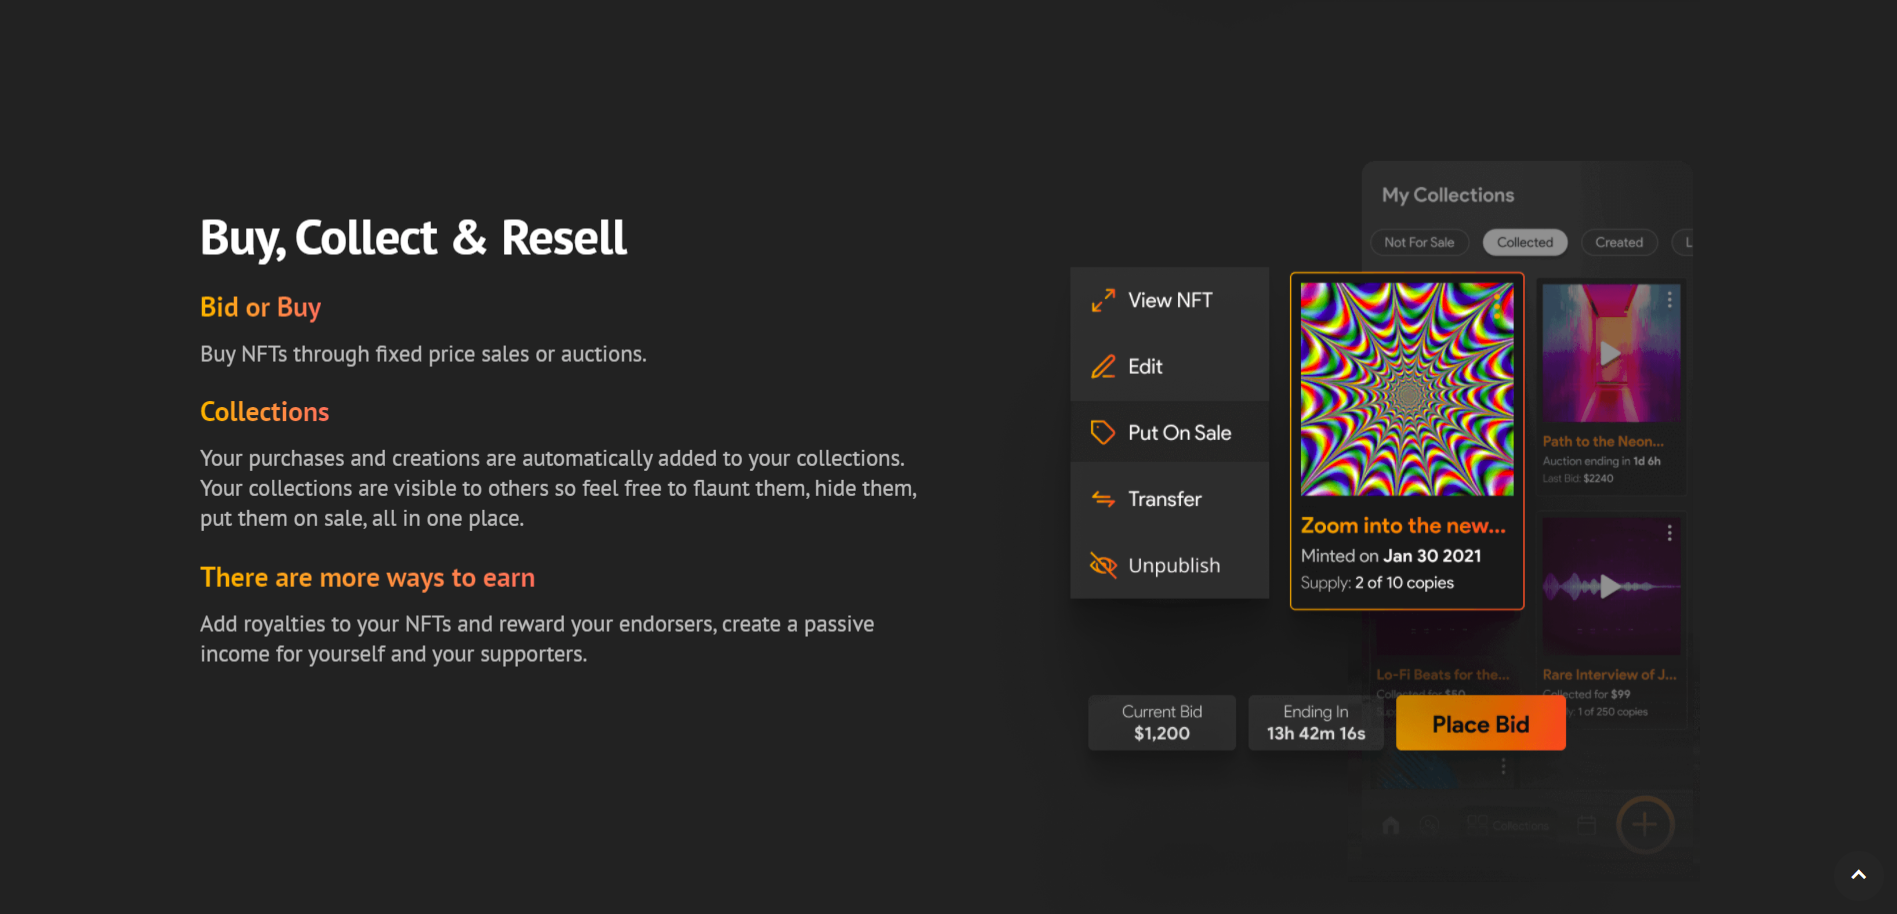 Buy, Collect & Resell
Bid or Buy
Buy NFTs through fixed price sales or auctions.
Collections
Your purchases and creations are automatically added to your collections.
Your collections are visible to others so feel free to flaunt them, hide them,
put them on sale, all in one place.
There are more ways to earn
Add royalties to your NFTs and reward your endorsers, create a passive
income for yourself and your supporters.
My Collections
Not For Sale
Collected
Created
L
View NFT
Edit
Put On Sale
Transfer
Unpublish
Zoom into the new...
Minted on Jan 30 2021
Supply: 2 of 10 copies
Path to the Neon...
Auction ending in 1d 6h
Last Bid: $2240
Lo-Fi Beats for the...
Collected for $50
Rare Interview of J...
Collected for $99
1 of 250 copies
Current Bid
$1,200
Ending In
13h 42m 16s
Place Bid
Collections